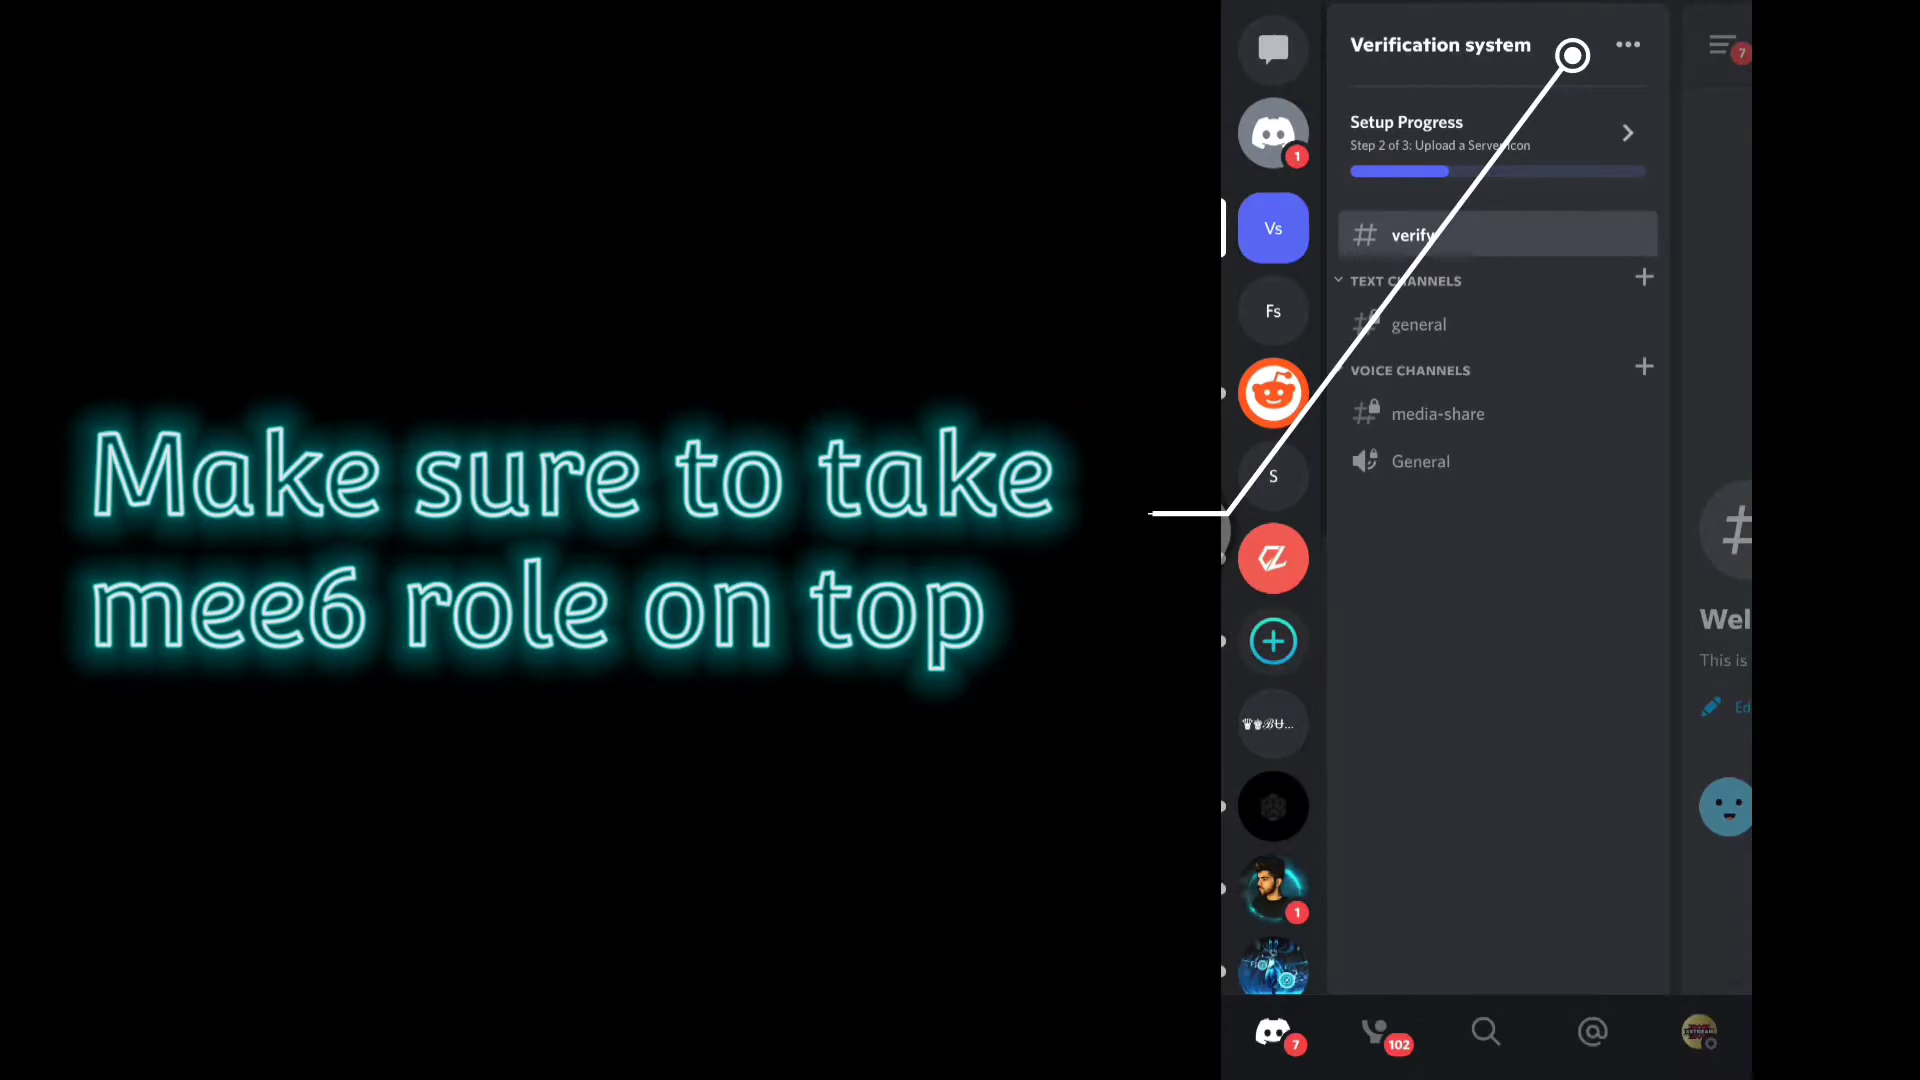 Make sure to take
mee6 role on top
Verification system
7
Setup Progress
Step 2 of 3: Upload a Server Icon
1
Vs
verify
TEXT CHANNELS
Fs
general
VOICE CHANNELS
media-share
General
S
Wel
This is
Ed
1
7
102